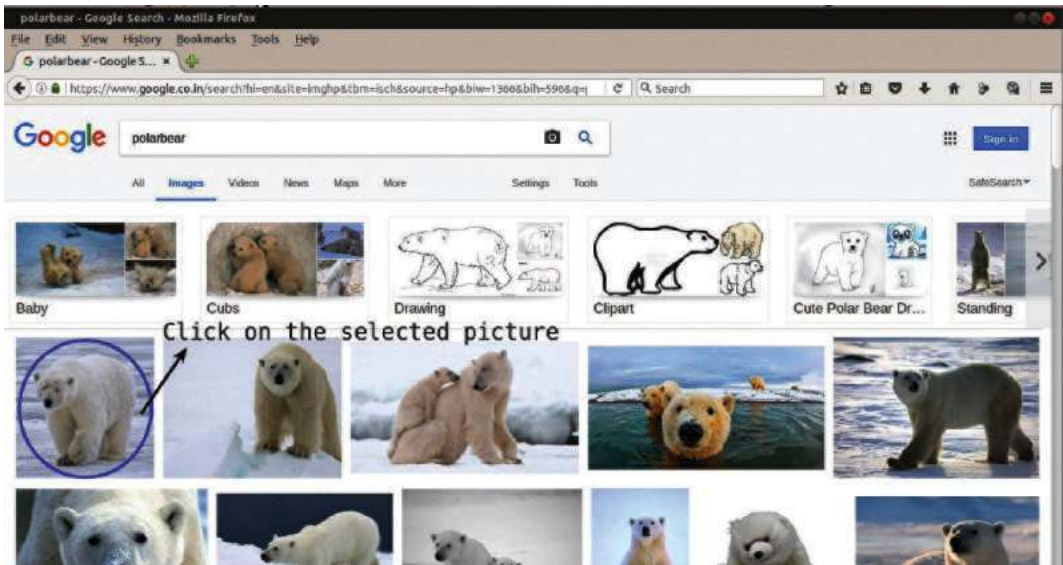 polarbear - Google Search - Mozilla Firefox
File Edit View History Bookmarks Tools Help
G polarbear - Google S... ×
https://www.google.co.in/search?hl=en&site=imghp&tbm=isch&source=hp&biw=1366&bih=596&q=p
Search
Google polarbear Sign in
All Images Videos News Maps More Settings Tools SafeSearch
Baby Cubs Drawing Clipart Cute Polar Bear Dr... Standing
Click on the selected picture